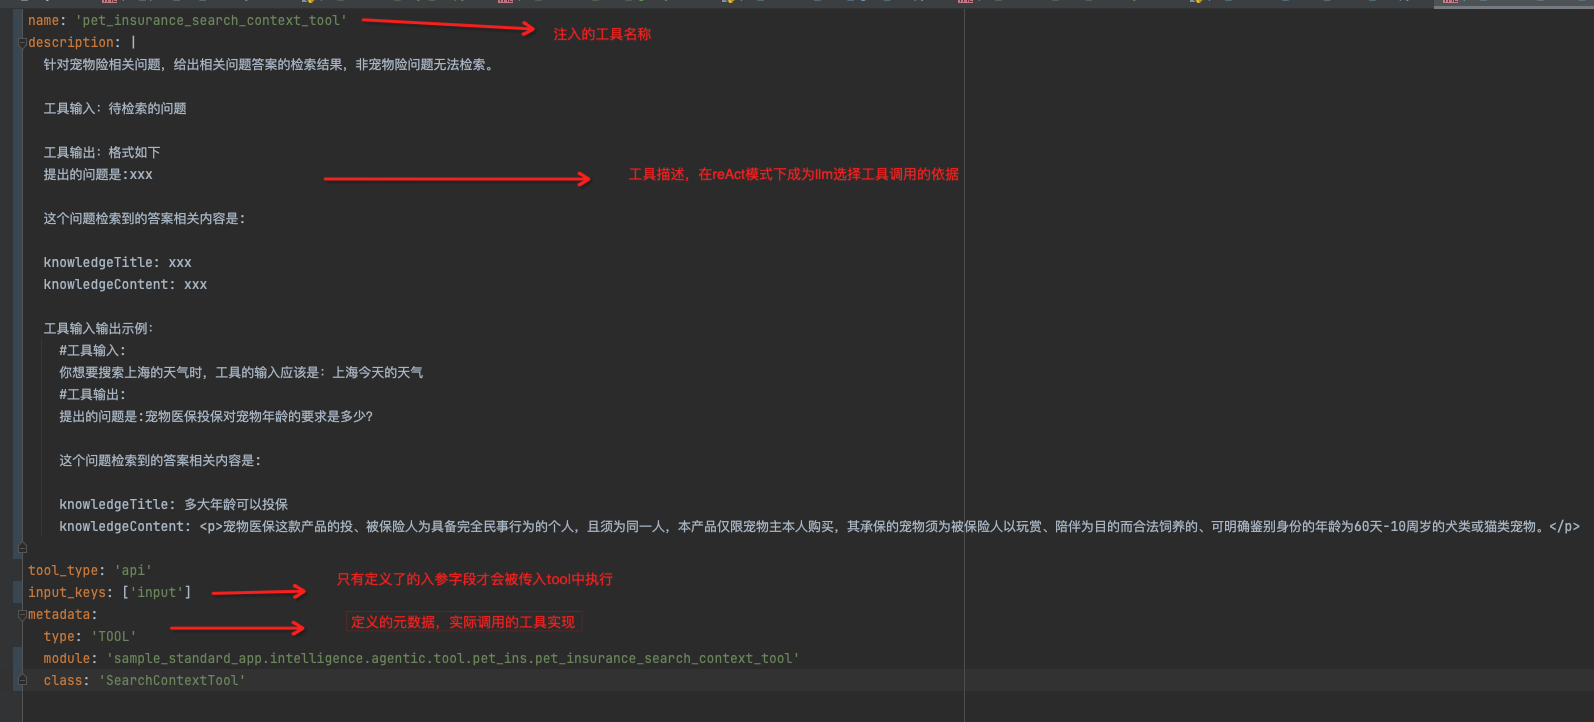 name: 'pet_insurance_search_context_tool'
注入的工具名称
description: |
针对宠物险相关问题，给出相关问题答案的检索结果，非宠物险问题无法检索。
工具输入：待检索的问题
工具输出：格式如下
提出的问题是:xxx
工具描述，在reAct模式下成为llm选择工具调用的依据
这个问题检索到的答案相关内容是：
knowledgeTitle: xxx
knowledgeContent: xxx
工具输入输出示例：
#工具输入：
你想要搜索上海的天气时，工具的输入应该是：上海今天的天气
#工具输出：
提出的问题是:宠物医保投保对宠物年龄的要求是多少?
这个问题检索到的答案相关内容是：
knowledgeTitle: 多大年龄可以投保
knowledgeContent: <p>宠物医保这款产品的投、被保险人为具备完全民事行为的个人，且须为同一人，本产品仅限宠物主本人购买，其承保的宠物须为被保险人以玩赏、陪伴为目的而合法饲养的、可明确鉴别身份的年龄为60天-10周岁的犬类或猫类宠物。</p>
tool_type: 'api'
只有定义了的入参字段才会被传入tool中执行
input_keys: ['input']
metadata:
定义的元数据，实际调用的工具实现
type: 'TOOL'
module: 'sample_standard_app.intelligence.agentic.tool.pet_ins.pet_insurance_search_context_tool'
class: 'SearchContextTool'